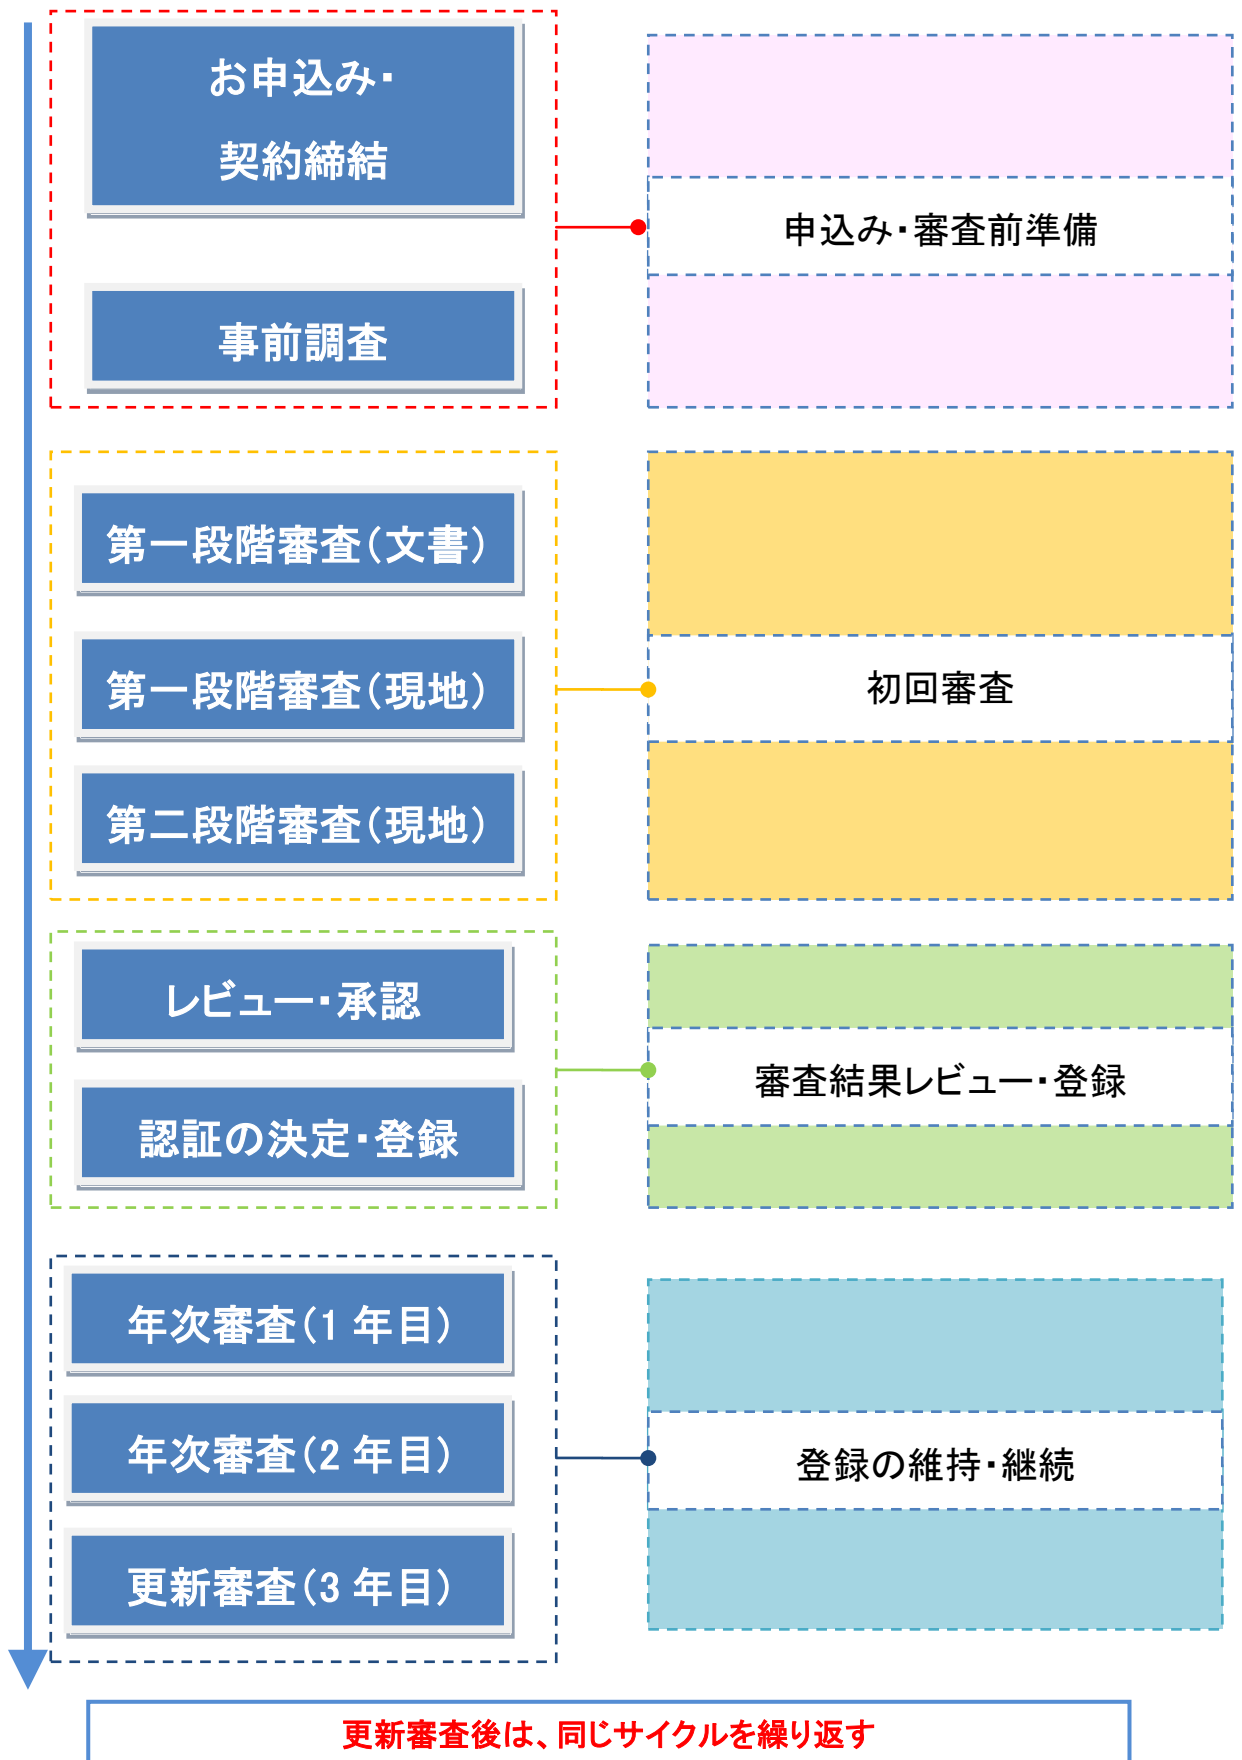 お申込み・
契約締結
申込み・審査前準備
事前調査
第一段階審査（文書）
第一段階審査（現地）
初回審査
第二段階審査（現地）
レビュー・承認
審査結果レビュー・登録
認証の決定・登録
年次審査（1 年目）
年次審査（2 年目）
登録の維持・継続
更新審査（3 年目）
更新審査後は、同じサイクルを繰り返す